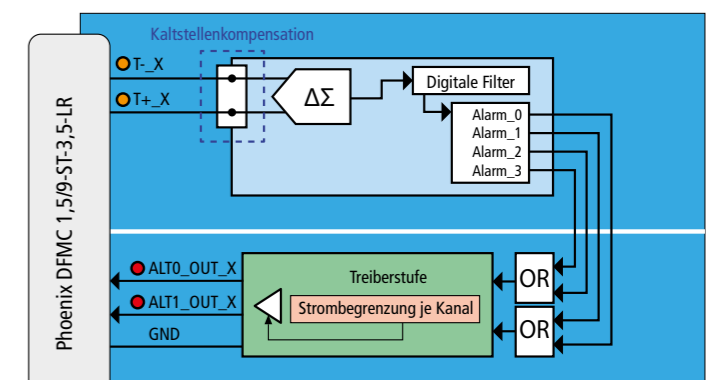 Kaltstellenkompensation
T-_X
T+_X
ΔΣ
Digitale Filter
Alarm_0
Alarm_1
Alarm_2
Alarm_3
Phoenix DFMC 1,5/9-ST-3,5-LR
ALT0_OUT_X
ALT1_OUT_X
GND
Treiberstufe
Strombegrenzung je Kanal
OR
OR